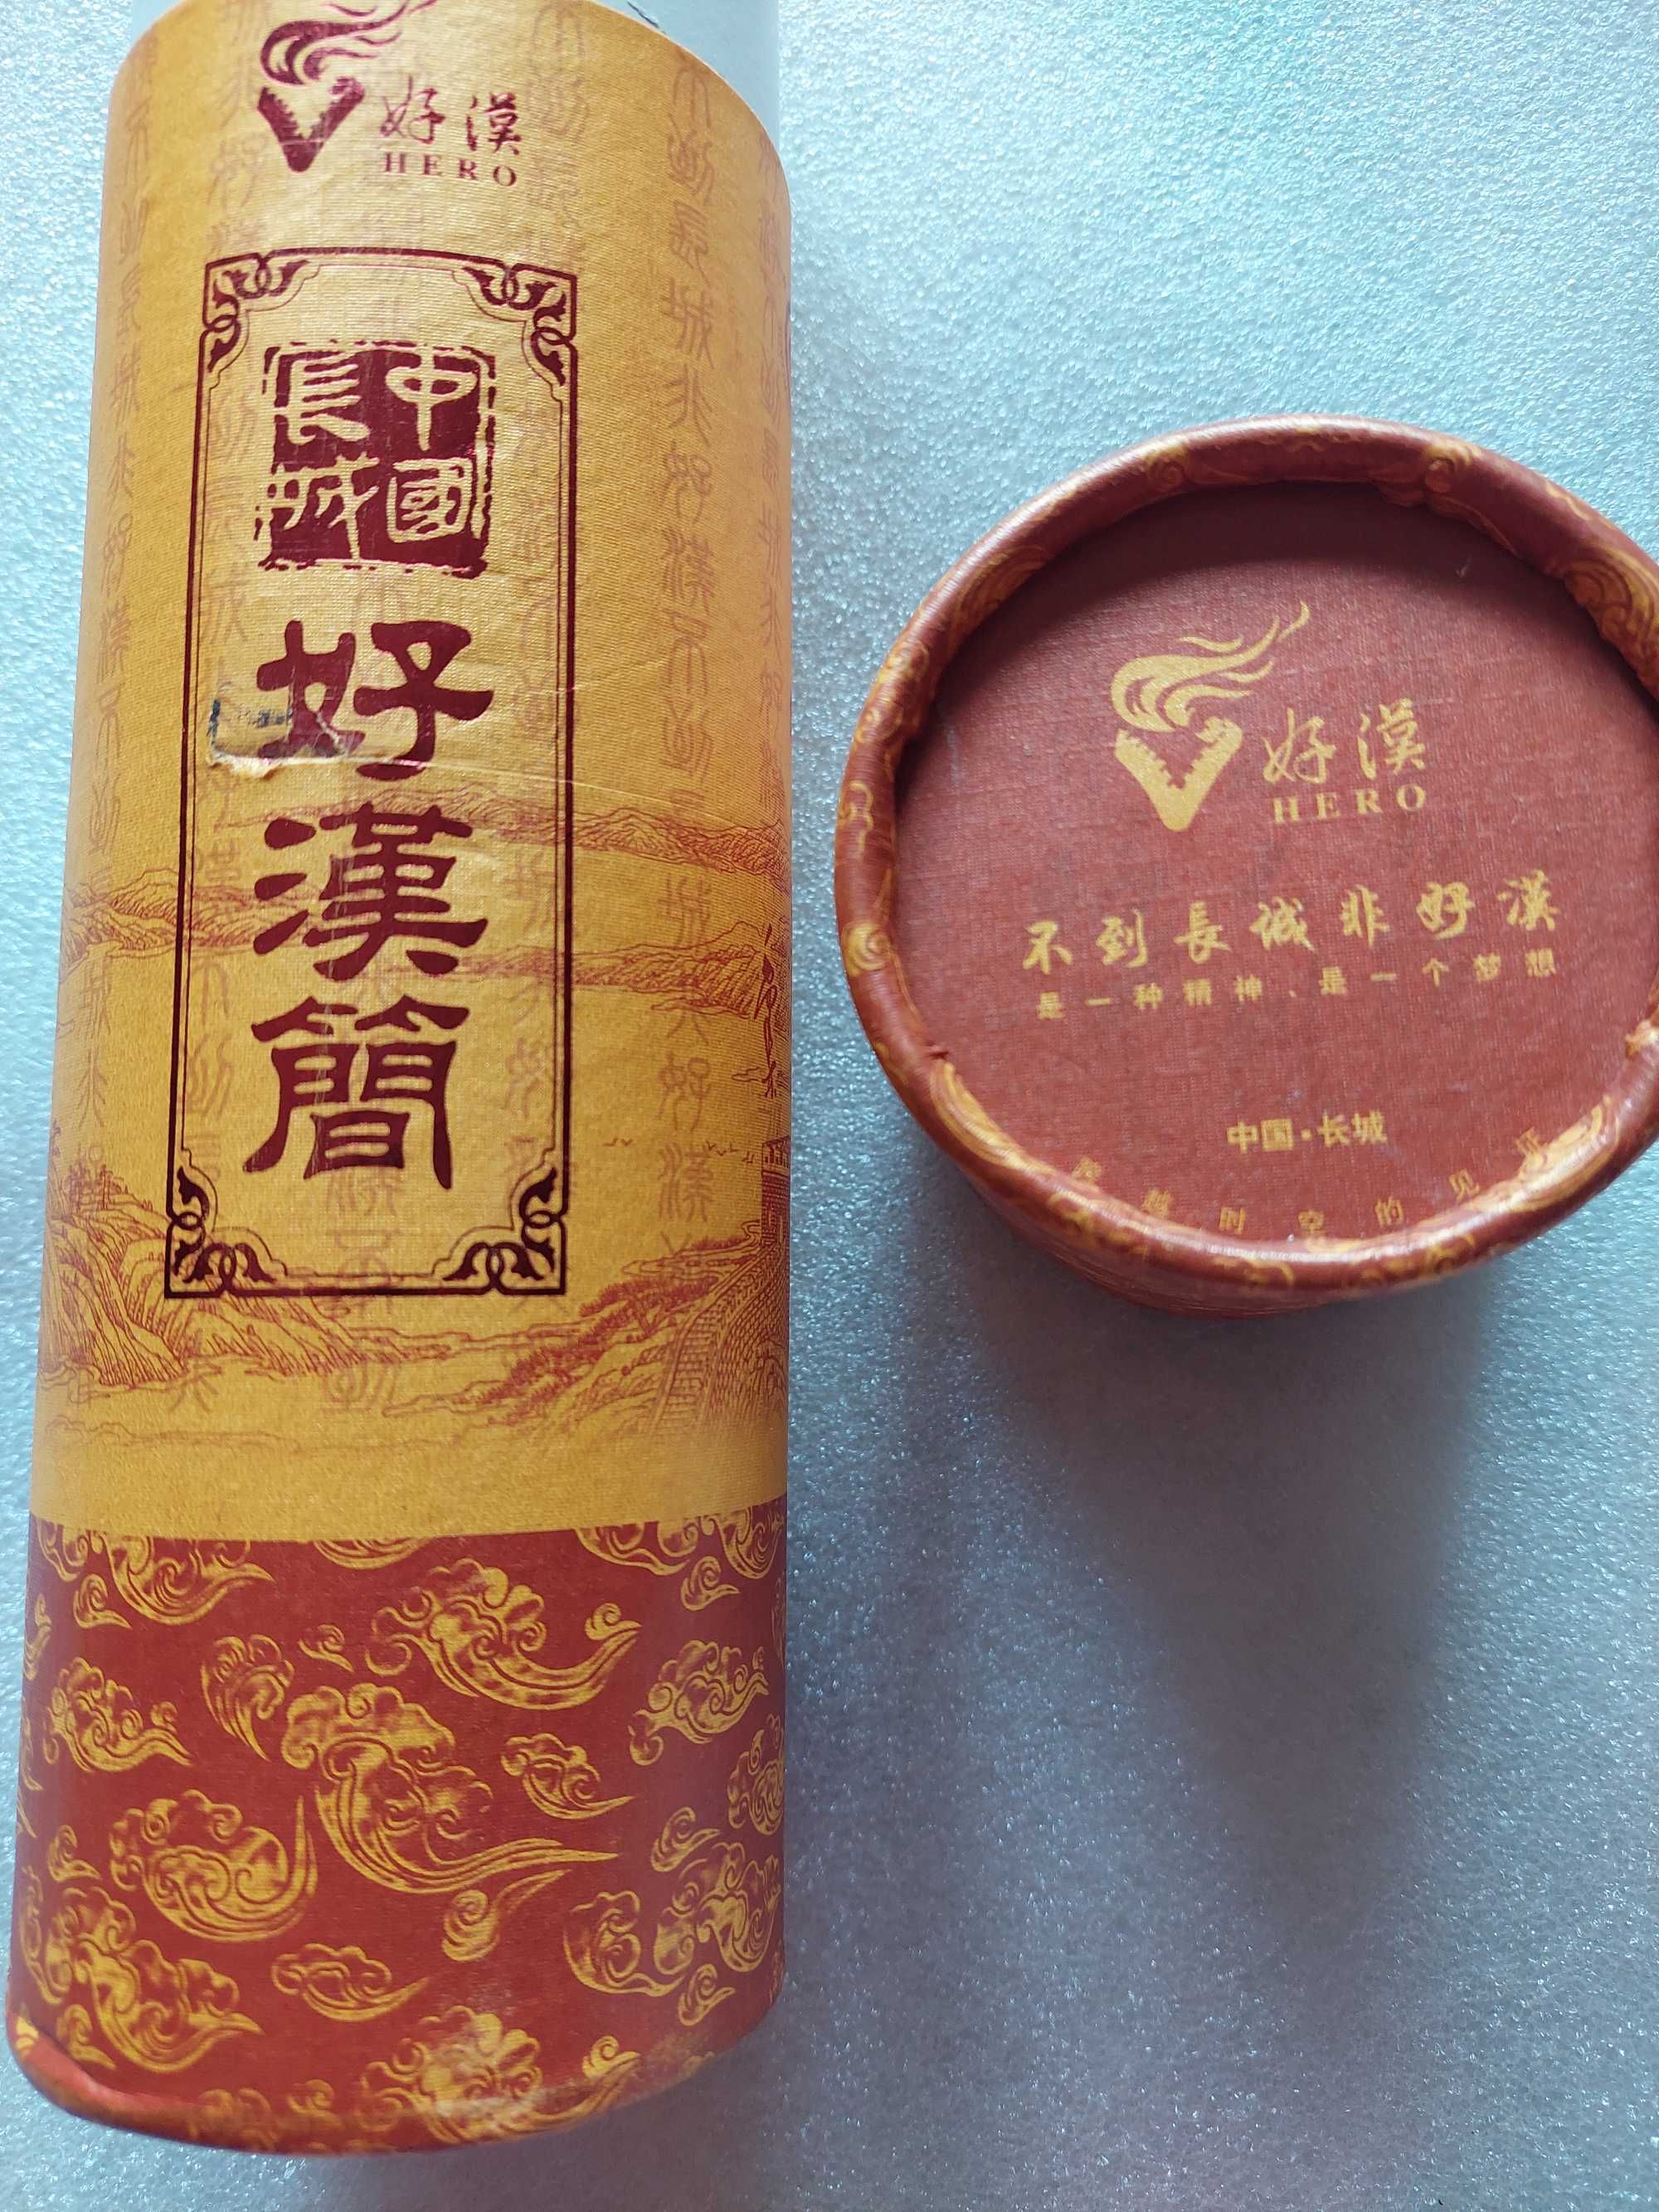 好漢
HERO
中國
長城
好漢簡
好漢
HERO
不到長城非好漢
是一种精神、是一个梦想
中国·长城
跨越时空的见证